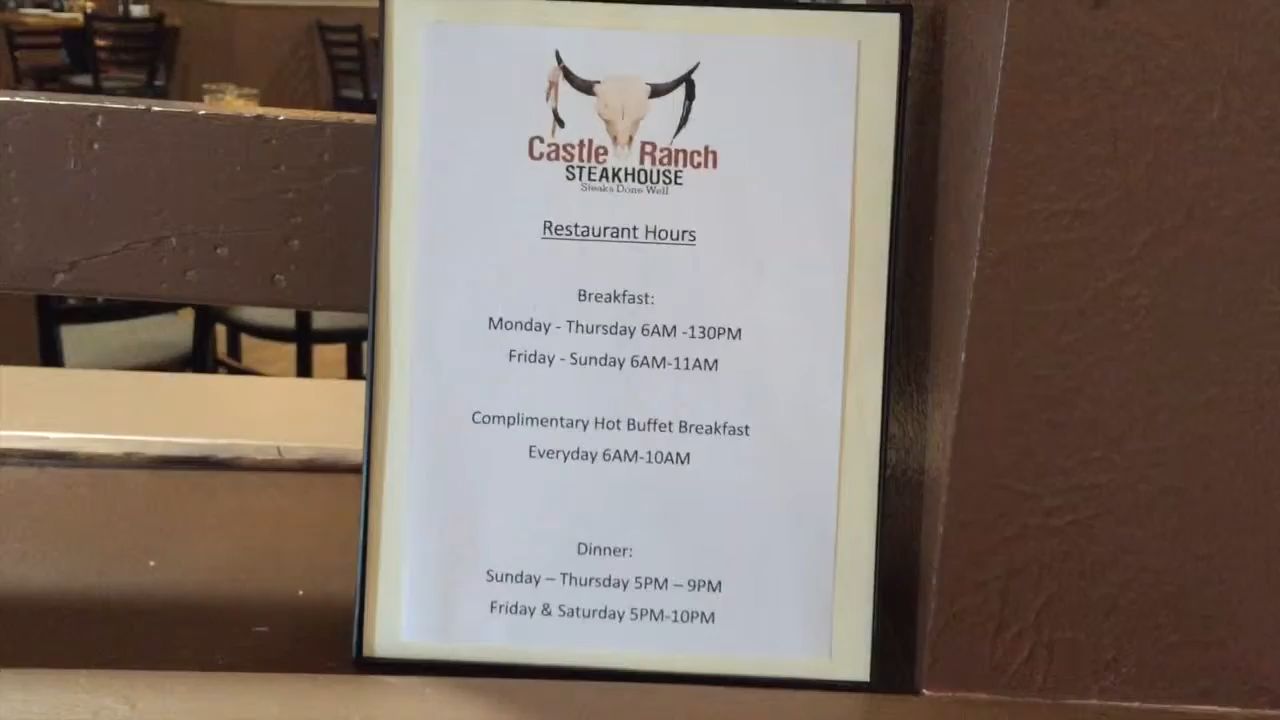 Castle Ranch
STEAKHOUSE
Steaks Done Well
Restaurant Hours
Breakfast:
Monday - Thursday 6AM -130PM
Friday - Sunday 6AM-11AM
Complimentary Hot Buffet Breakfast
Everyday 6AM-10AM
Dinner:
Sunday – Thursday 5PM – 9PM
Friday & Saturday 5PM-10PM